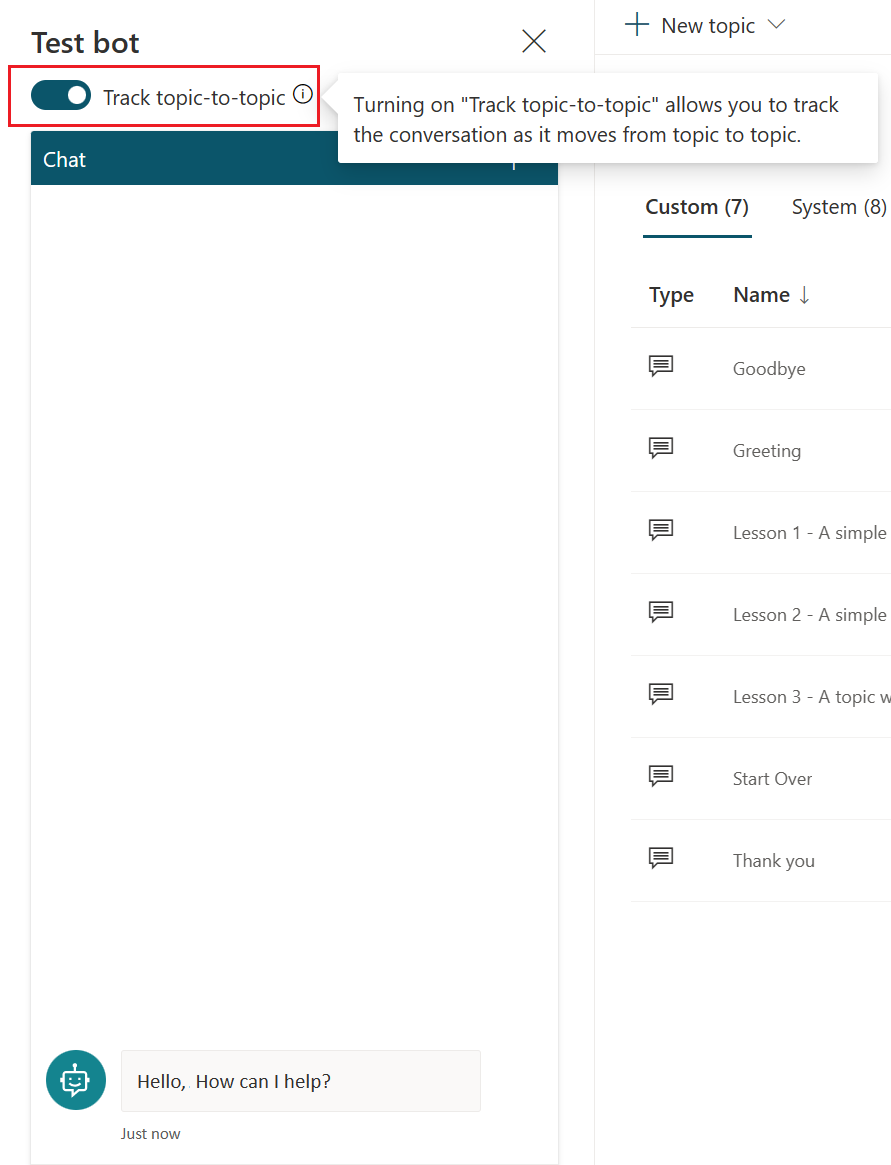 Test bot
Track topic-to-topic
Turning on "Track topic-to-topic" allows you to track
the conversation as it moves from topic to topic.
Chat
Hello, How can I help?
Just now
New topic
Custom (7)
System (8)
Type
Name ↓
Goodbye
Greeting
Lesson 1 - A simple
Lesson 2 - A simple
Lesson 3 - A topic w
Start Over
Thank you